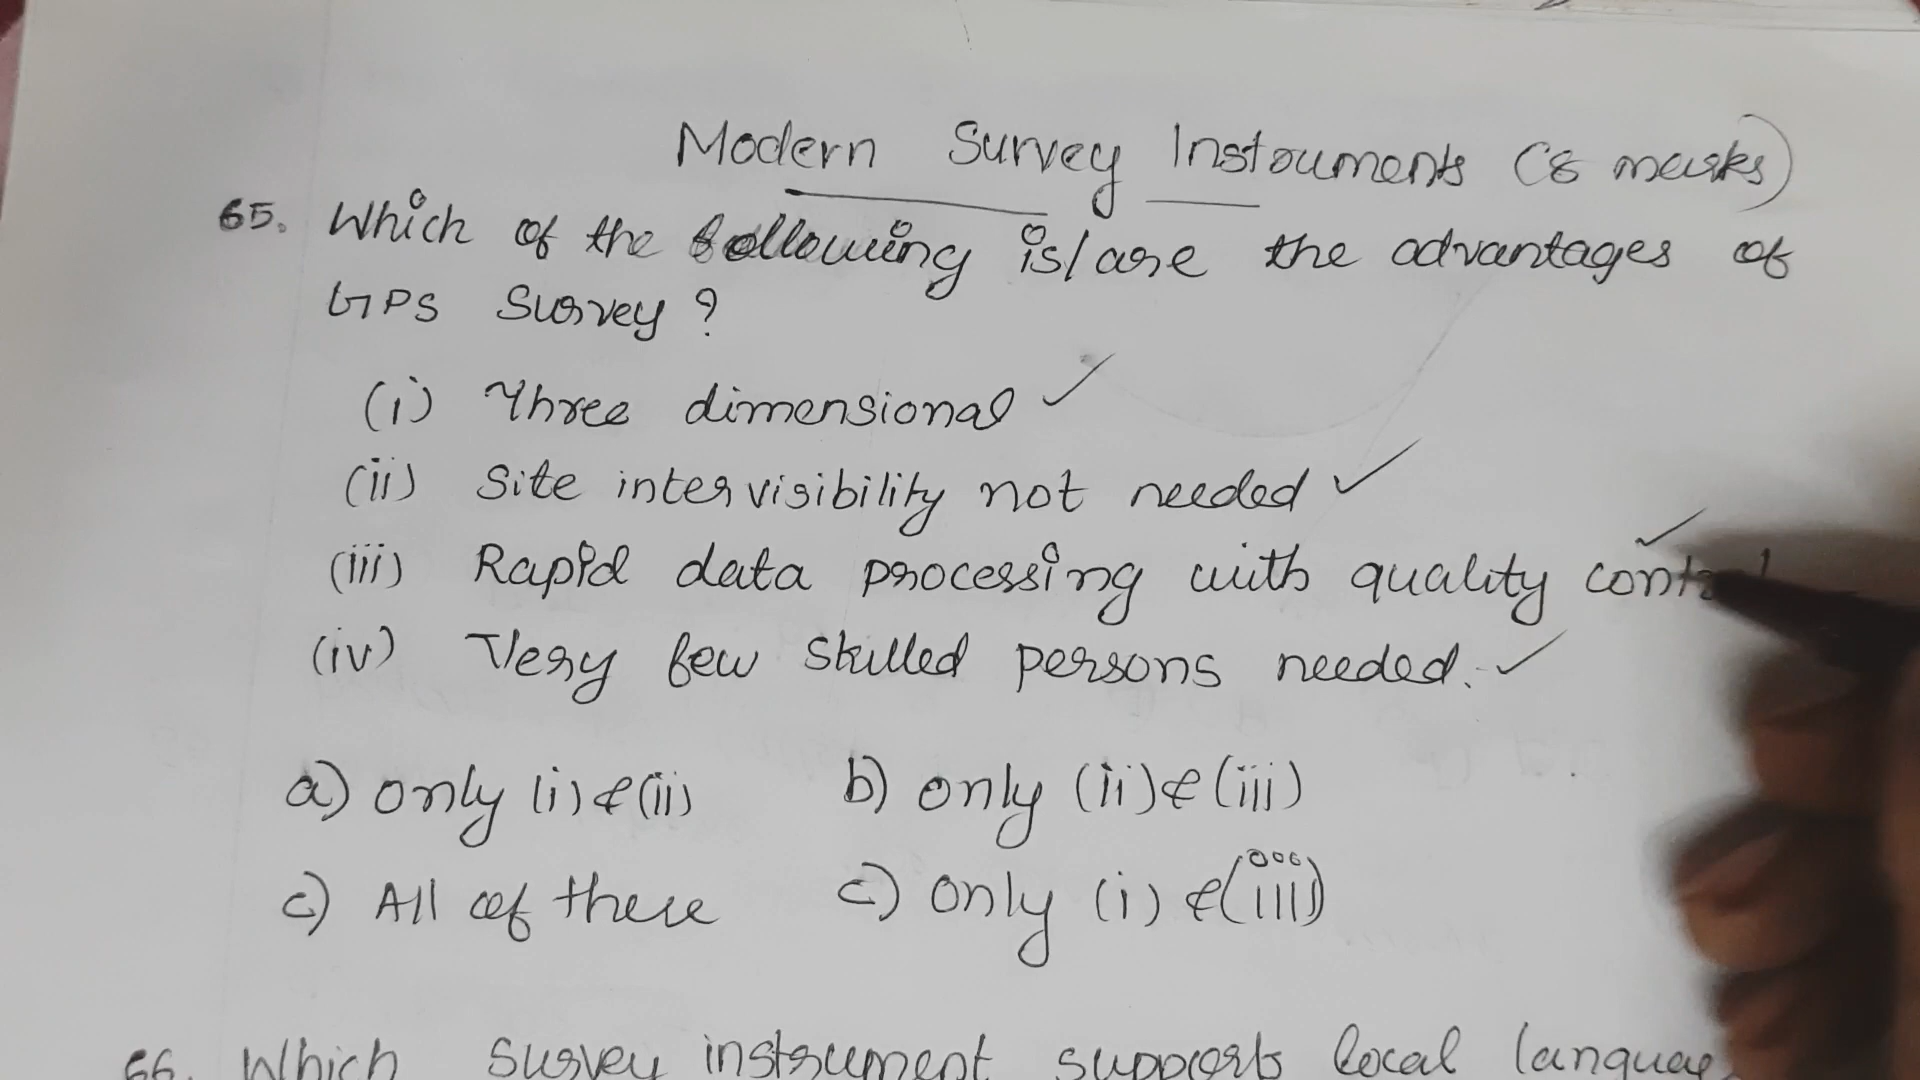 Modern Survey Instruments (8 marks)
65. Which of the following is/are the advantages of
GPS Survey ?
(i) Three dimensional ✓
(ii) Site intervisibility not needed ✓
(iii) Rapid data processing with quality control ✓
(iv) Very few skilled persons needed. ✓
a) only (i) & (ii) b) only (ii) & (iii)
c) All of these c) only (i) & (iii)
66. Which survey instrument supports local language